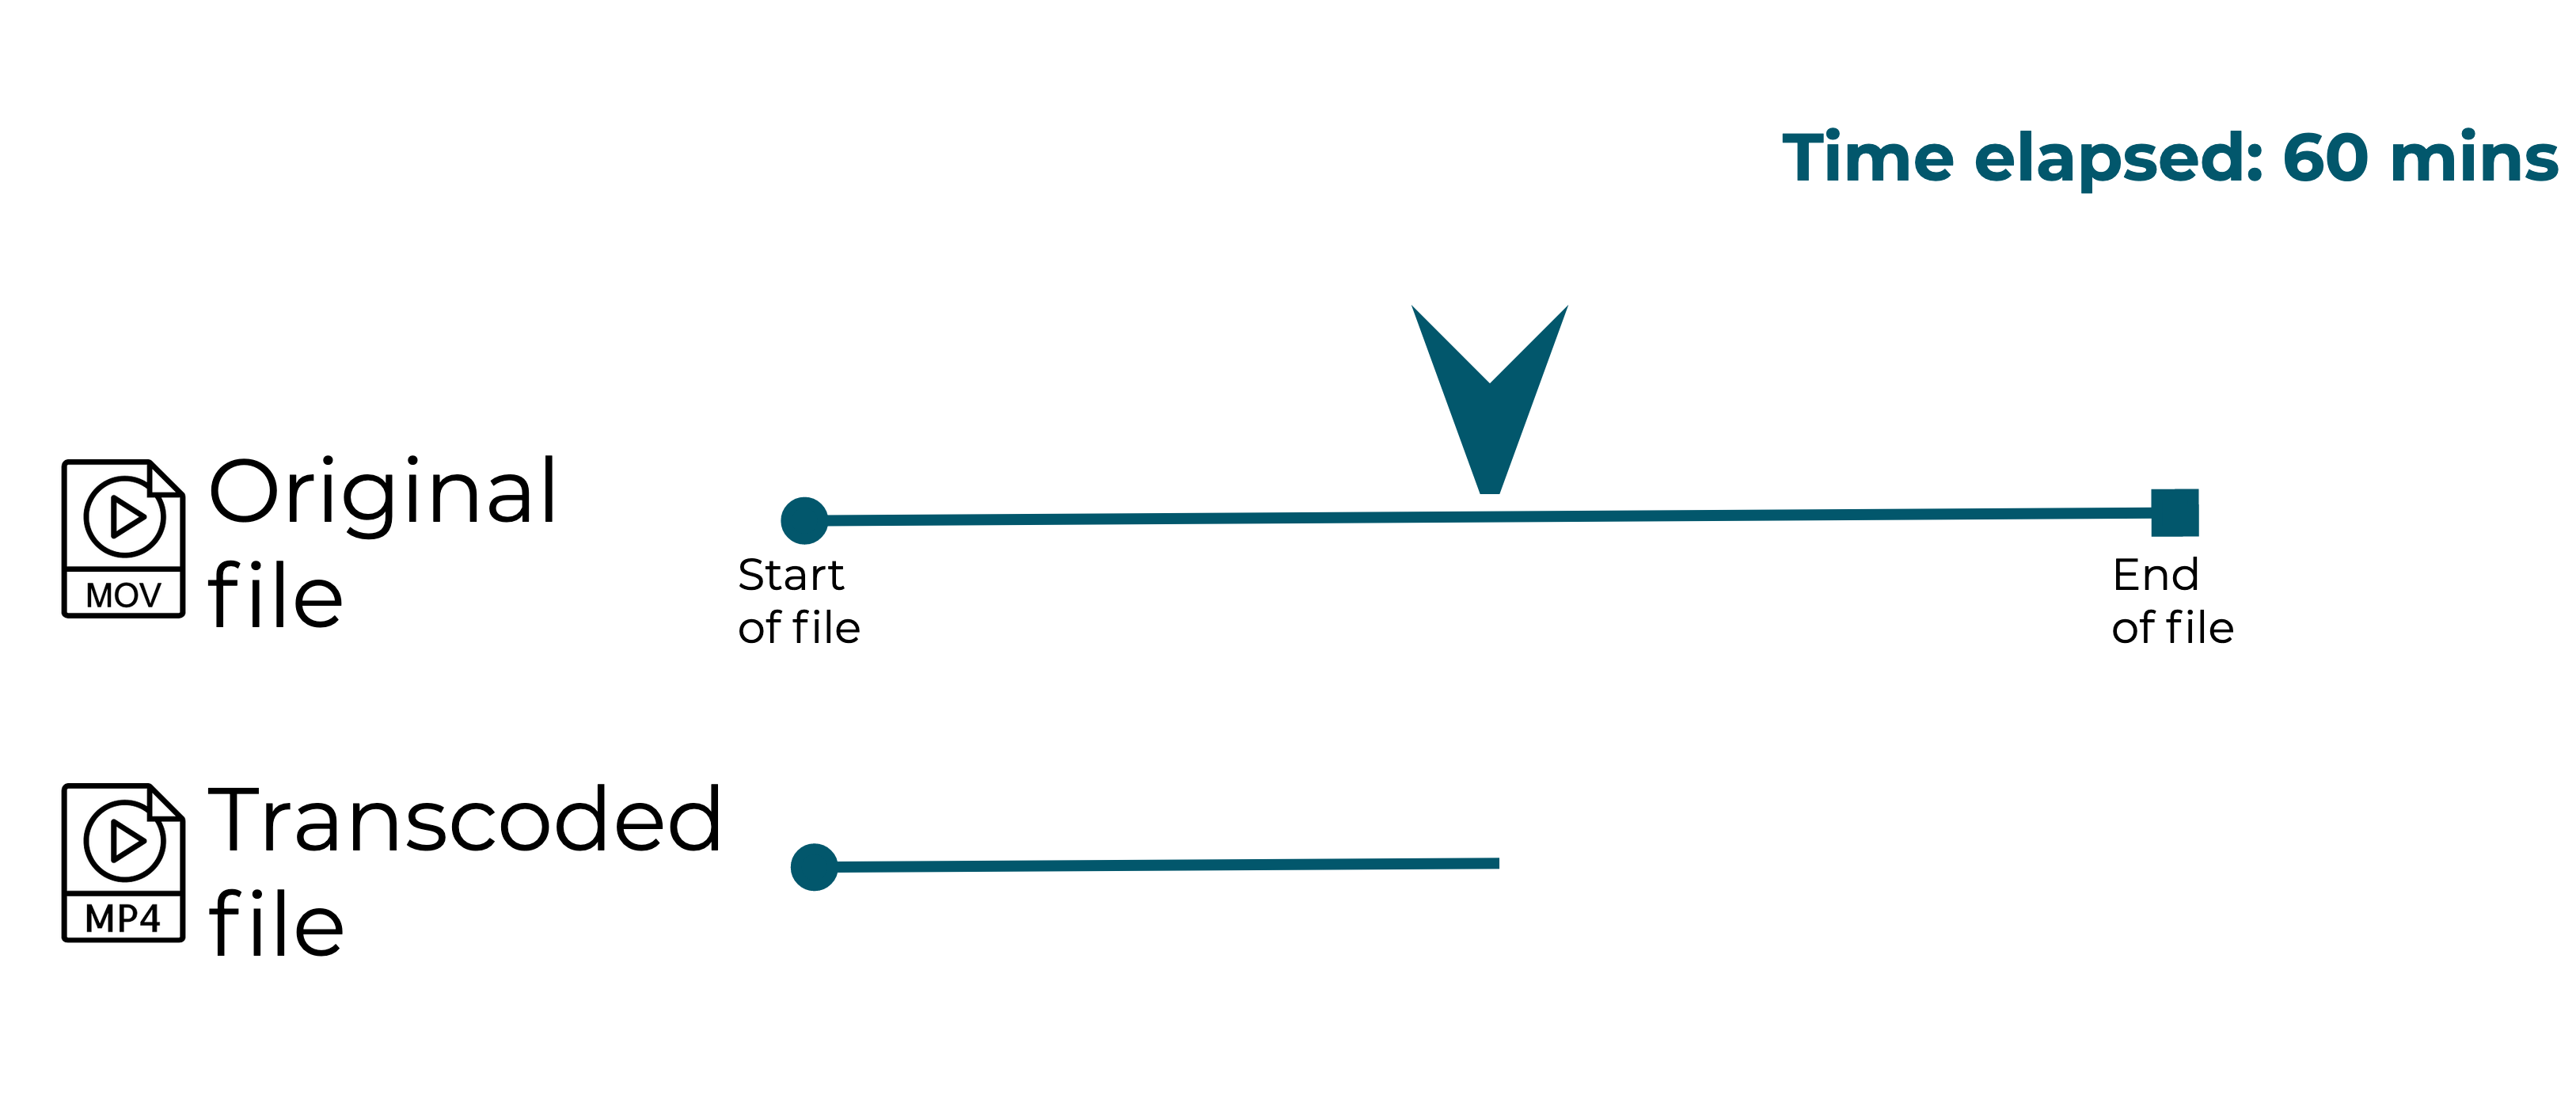 Time elapsed: 60 mins
Original
file
MOV
Start
of file
End
of file
Transcoded
file
MP4